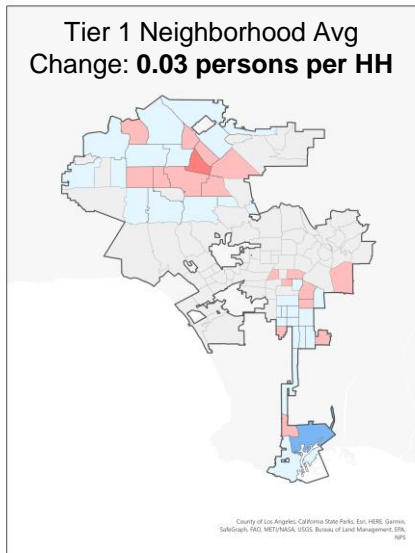 Tier 1 Neighborhood Avg
Change: 0.03 persons per HH
County of Los Angeles, California State Parks, Esri, HERE, Garmin,
SafeGraph, FAO, METI/NASA, USGS, Bureau of Land Management, EPA,
NPS